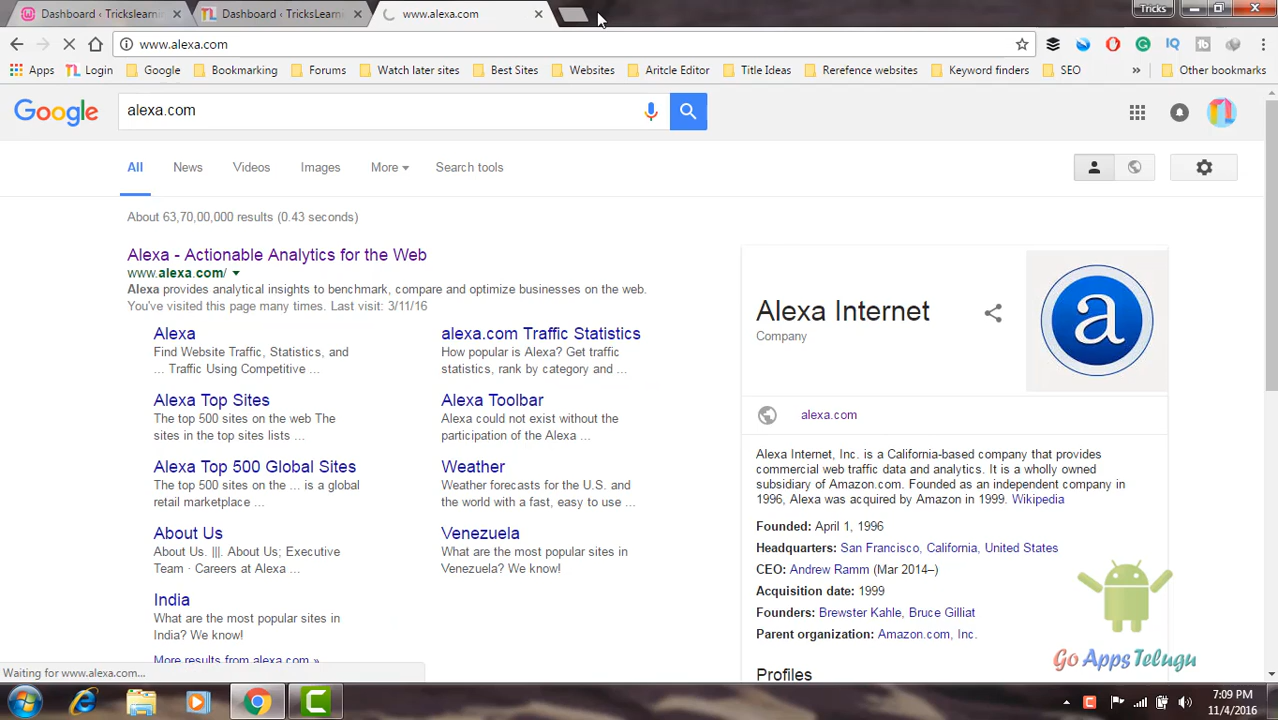 Dashboard ‹ Trickslearni
Dashboard ‹ TricksLearn
www.alexa.com
Tricks
www.alexa.com
Apps
Login
Google
Bookmarking
Forums
Watch later sites
Best Sites
Websites
Aritcle Editor
Title Ideas
Rerefence websites
Keyword finders
SEO
»
Other bookmarks
Google
alexa.com
All
News
Videos
Images
More
Search tools
About 63,70,00,000 results (0.43 seconds)
Alexa - Actionable Analytics for the Web
www.alexa.com/
Alexa provides analytical insights to benchmark, compare and optimize businesses on the web.
You've visited this page many times. Last visit: 3/11/16
Alexa
Find Website Traffic, Statistics, and
... Traffic Using Competitive ...
alexa.com Traffic Statistics
How popular is Alexa? Get traffic
statistics, rank by category and ...
Alexa Top Sites
The top 500 sites on the web The
sites in the top sites lists ...
Alexa Toolbar
Alexa could not exist without the
participation of the Alexa ...
Alexa Top 500 Global Sites
The top 500 sites on the ... is a global
retail marketplace ...
Weather
Weather forecasts for the U.S. and
the world with a fast, easy to use ...
About Us
About Us. |||. About Us; Executive
Team · Careers at Alexa ...
Venezuela
What are the most popular sites in
Venezuela? We know!
India
What are the most popular sites in
India? We know!
More results from alexa.com »
Alexa Internet
Company
a
alexa.com
Alexa Internet, Inc. is a California-based company that provides
commercial web traffic data and analytics. It is a wholly owned
subsidiary of Amazon.com. Founded as an independent company in
1996, Alexa was acquired by Amazon in 1999. Wikipedia
Founded: April 1, 1996
Headquarters: San Francisco, California, United States
CEO: Andrew Ramm (Mar 2014–)
Acquisition date: 1999
Founders: Brewster Kahle, Bruce Gilliat
Parent organization: Amazon.com, Inc.
Profiles
Go AppsTelugu
Waiting for www.alexa.com...
7:09 PM
11/4/2016